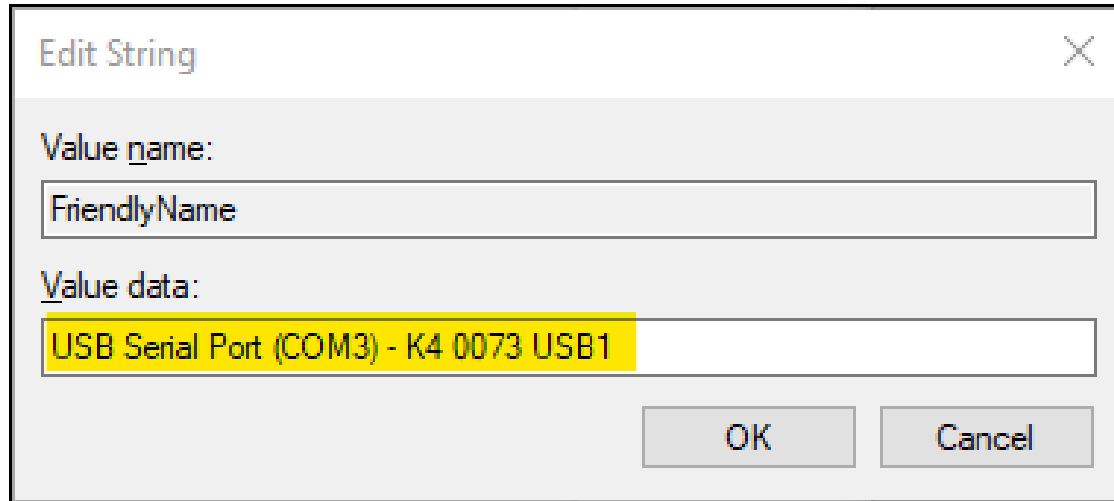 Edit String
Value name:
FriendlyName
Value data:
USB Serial Port (COM3) - K4 0073 USB1
OK Cancel